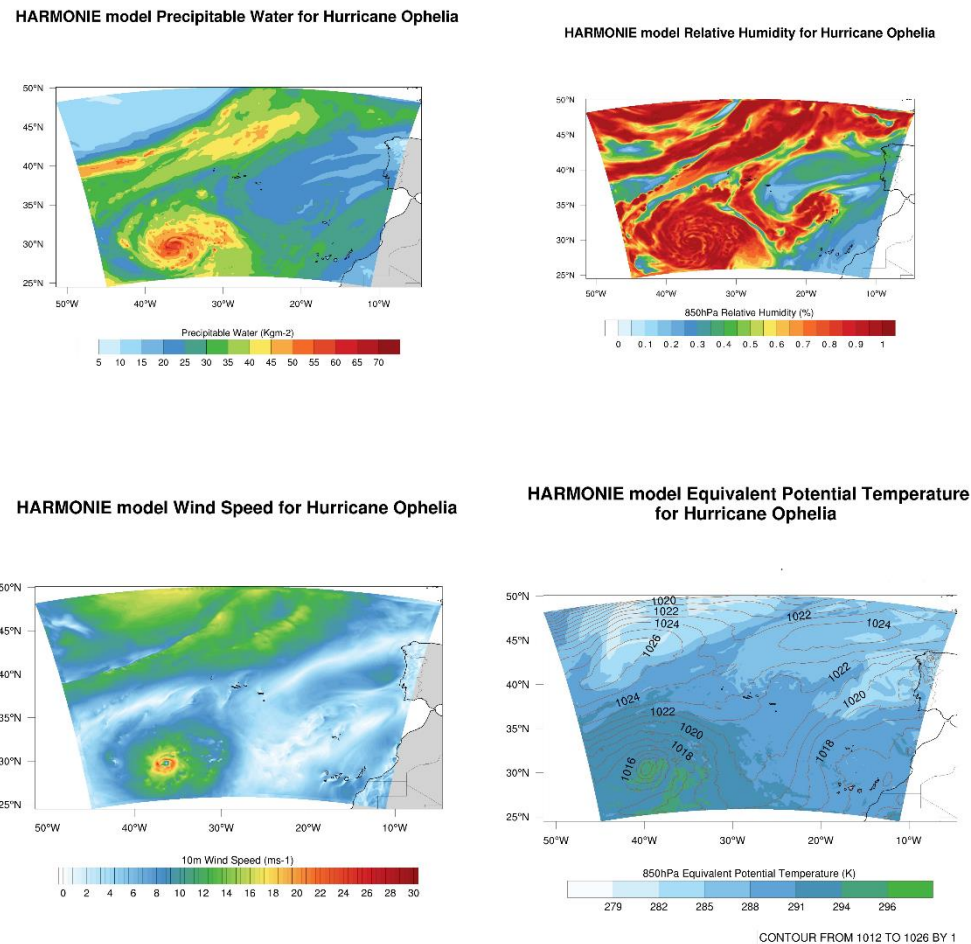 HARMONIE model Precipitable Water for Hurricane Ophelia
50°N
45°N
40°N
35°N
30°N
25°N
50°W 40°W 30°W 20°W 10°W
Precipitable Water (Kgm-2)
5 10 15 20 25 30 35 40 45 50 55 60 65 70
HARMONIE model Relative Humidity for Hurricane Ophelia
50°N
45°N
40°N
35°N
30°N
25°N
50°W 40°W 30°W 20°W 10°W
850hPa Relative Humidity (%)
0 0.1 0.2 0.3 0.4 0.5 0.6 0.7 0.8 0.9 1
HARMONIE model Wind Speed for Hurricane Ophelia
50°N
45°N
40°N
35°N
30°N
25°N
50°W 40°W 30°W 20°W 10°W
10m Wind Speed (ms-1)
0 2 4 6 8 10 12 14 16 18 20 22 24 26 28 30
HARMONIE model Equivalent Potential Temperature
for Hurricane Ophelia
50°N
45°N
40°N
35°N
30°N
25°N
1020
1022
1022
1024
1024
1026
1022
1020
1024
1022
1020
1018
1018
1016
50°W 40°W 30°W 20°W 10°W
850hPa Equivalent Potential Temperature (K)
279 282 285 288 291 294 296
CONTOUR FROM 1012 TO 1026 BY 1